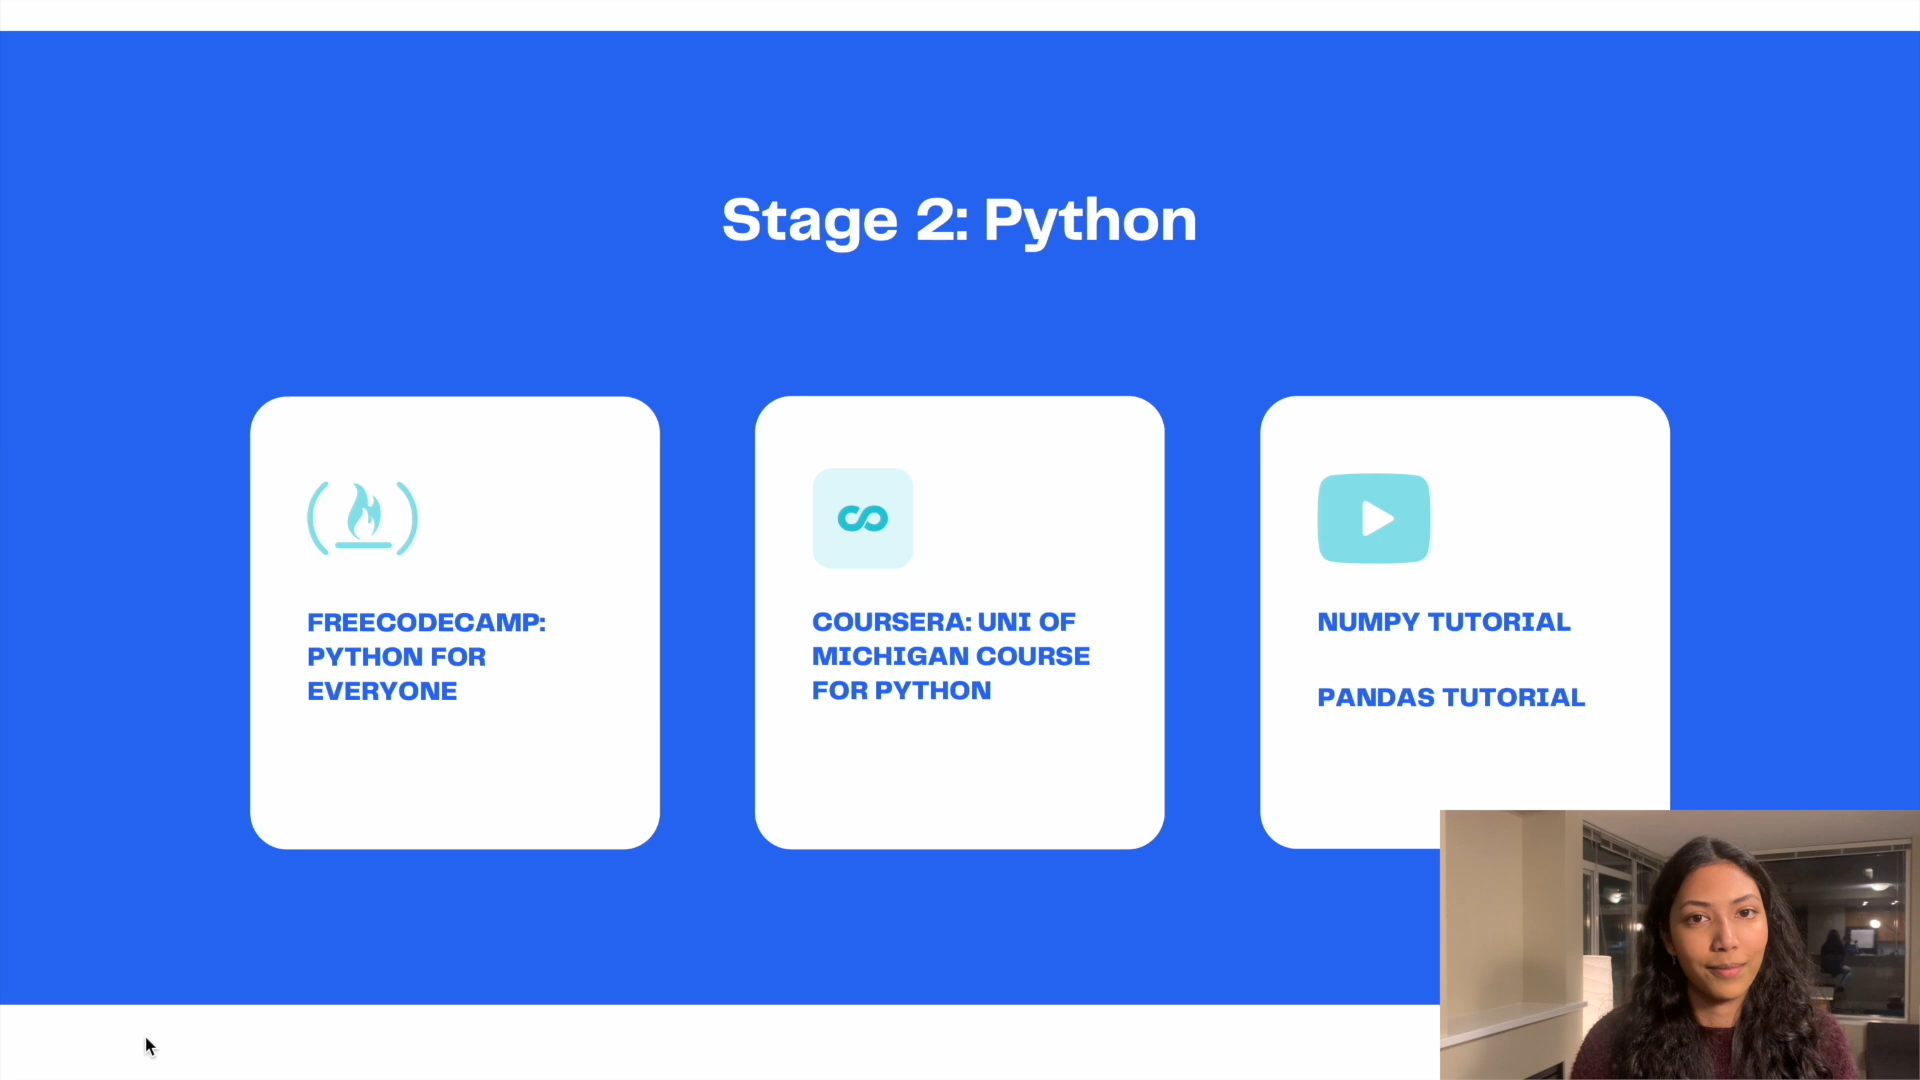 Stage 2: Python
FREECODECAMP:
PYTHON FOR
EVERYONE
COURSERA: UNI OF
MICHIGAN COURSE
FOR PYTHON
NUMPY TUTORIAL
PANDAS TUTORIAL